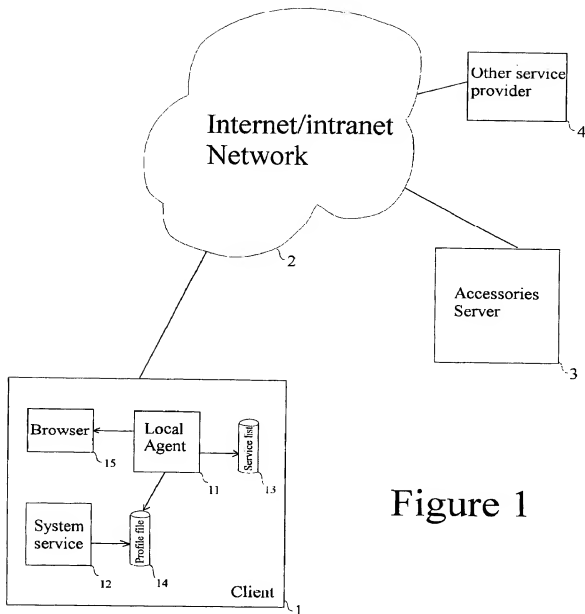 Other service
provider
4
Internet/intranet
Network
2
Accessories
Server
3
Browser
15
Local
Agent
11
Service list
13
System
service
12
Profile file
14
Client
1
Figure 1